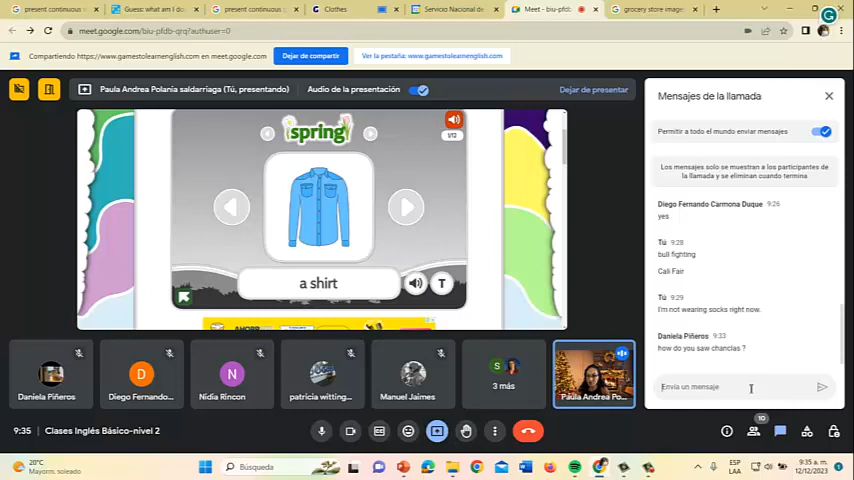 present continuous
Guess: what am I do
present continuous
Clothes
Servicio Nacional d
Meet - biu-pfdb
grocery store image
meet.google.com/biu-pfdb-qrq?authuser=0
Compartiendo https://www.gamestolearnenglish.com en meet.google.com
Dejar de compartir
Ver la pestaña: www.gamestolearnenglish.com
Paula Andrea Polania saldarriaga (Tú, presentando)
Audio de la presentación
Dejar de presentar
spring
1/12
a shirt
T
Mensajes de la llamada
Permitir a todo el mundo enviar mensajes
Los mensajes solo se muestran a los participantes de
la llamada y se eliminan cuando termina
Diego Fernando Carmona Duque 9:26
yes
Tú 9:28
bull fighting
Cali Fair
Tú 9:29
I'm not wearing socks right now.
Daniela Piñeros 9:33
how do you saw chanclas ?
Envía un mensaje
Daniela Piñeros
D
Diego Fernando...
N
Nidia Rincon
patricia witting...
Manuel Jaimes
S
3 más
Paula Andrea Po...
9:35 Clases Inglés Básico-nivel 2
10
20°C
Mayorm. soleado
Búsqueda
ESP
LAA
9:35 a. m.
12/12/2023